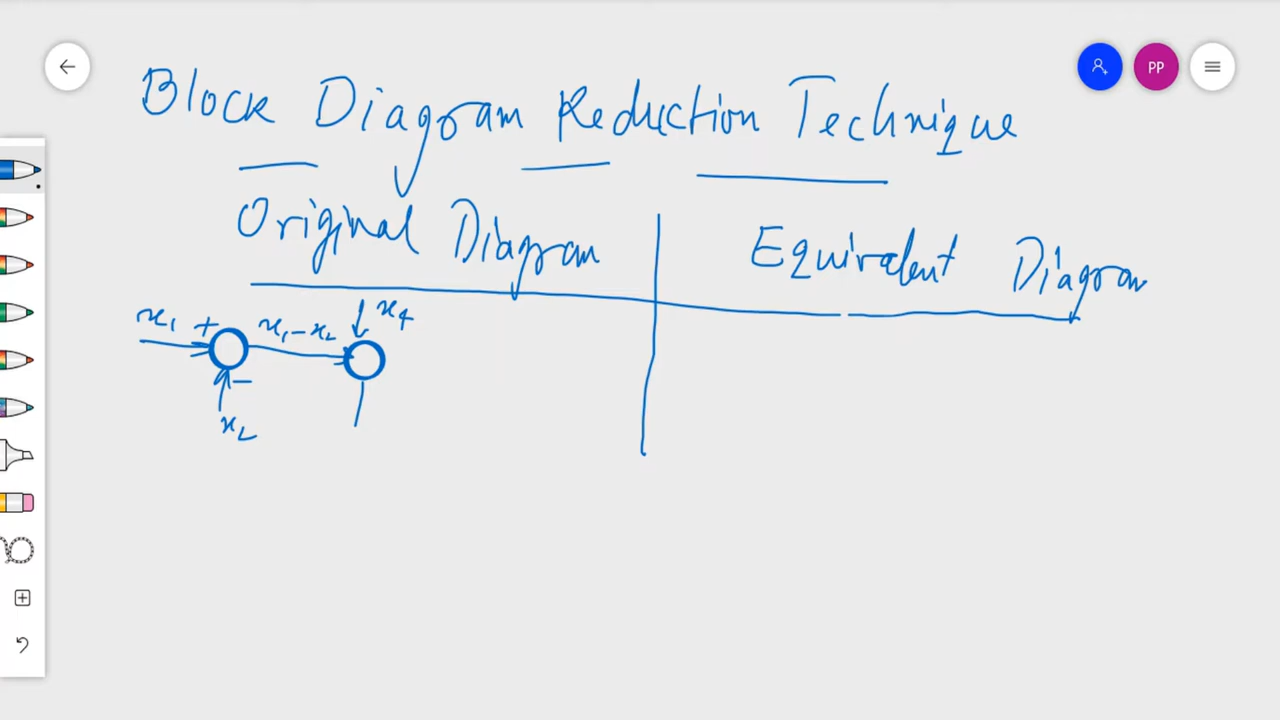 PP
Block Diagram Reduction Technique
Original Diagram
Equivalent Diagram
x₁ + x₁-x₂ x₄
-
x₂